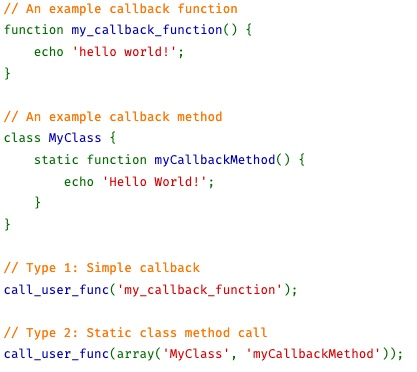 // An example callback function
function my_callback_function() {
    echo 'hello world!';
}

// An example callback method
class MyClass {
    static function myCallbackMethod() {
        echo 'Hello World!';
    }
}

// Type 1: Simple callback
call_user_func('my_callback_function');

// Type 2: Static class method call
call_user_func(array('MyClass', 'myCallbackMethod'));